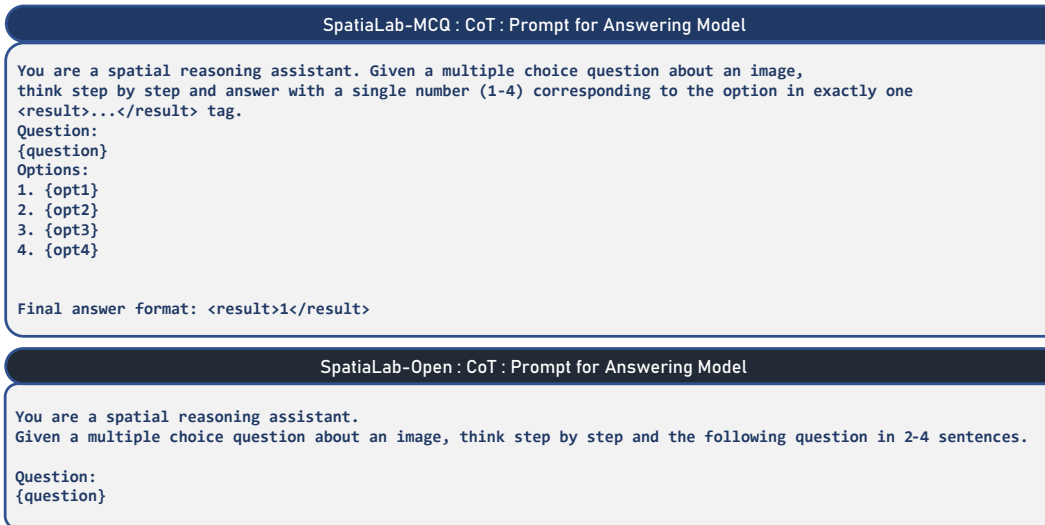 SpatiaLab-MCQ : CoT : Prompt for Answering Model
You are a spatial reasoning assistant. Given a multiple choice question about an image,
think step by step and answer with a single number (1-4) corresponding to the option in exactly one
<result>...</result> tag.
Question:
{question}
Options:
1. {opt1}
2. {opt2}
3. {opt3}
4. {opt4}
Final answer format: <result>1</result>
SpatiaLab-Open : CoT : Prompt for Answering Model
You are a spatial reasoning assistant.
Given a multiple choice question about an image, think step by step and the following question in 2-4 sentences.
Question:
{question}